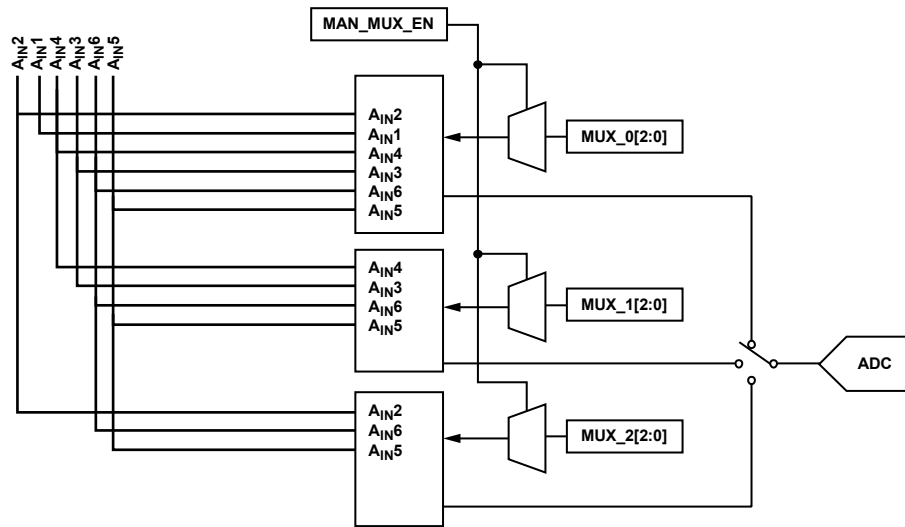 MAN_MUX_EN
AIN2
AIN1
AIN4
AIN3
AIN6
AIN5
AIN2
AIN1
AIN4
AIN3
AIN6
AIN5
MUX_0[2:0]
AIN4
AIN3
AIN6
AIN5
MUX_1[2:0]
ADC
AIN2
AIN6
AIN5
MUX_2[2:0]